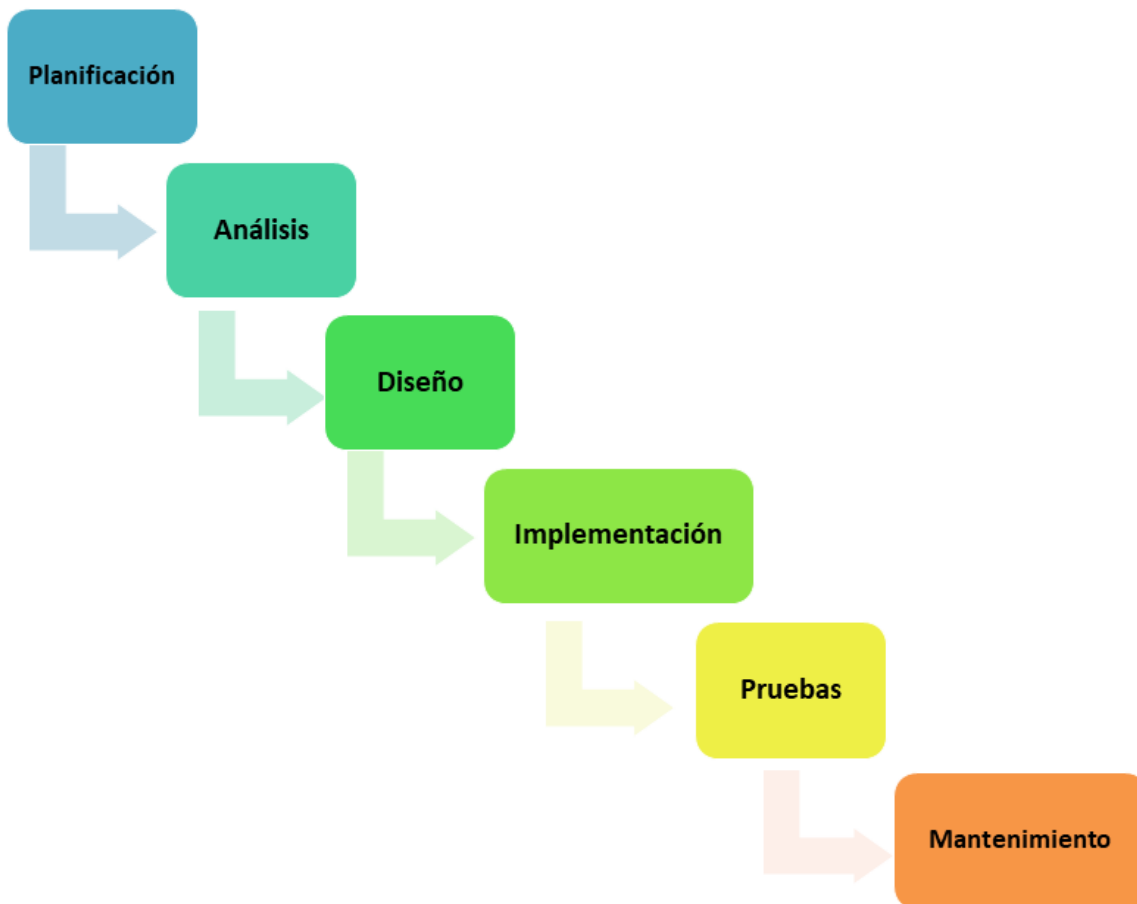 Planificación
Análisis
Diseño
Implementación
Pruebas
Mantenimiento